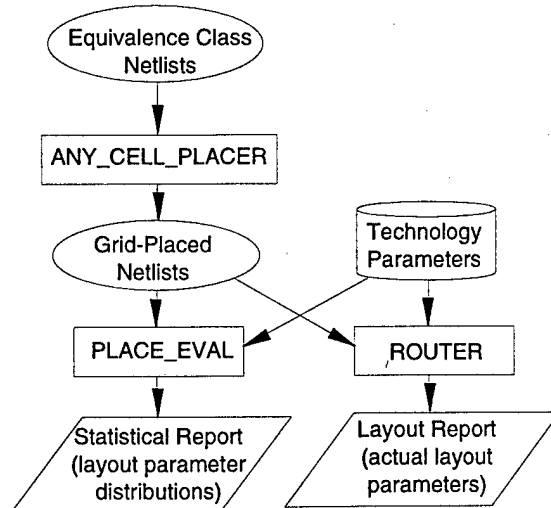 Equivalence Class
Netlists
ANY_CELL_PLACER
Grid-Placed
Netlists
Technology
Parameters
PLACE_EVAL
ROUTER
Statistical Report
(layout parameter
distributions)
Layout Report
(actual layout
parameters)